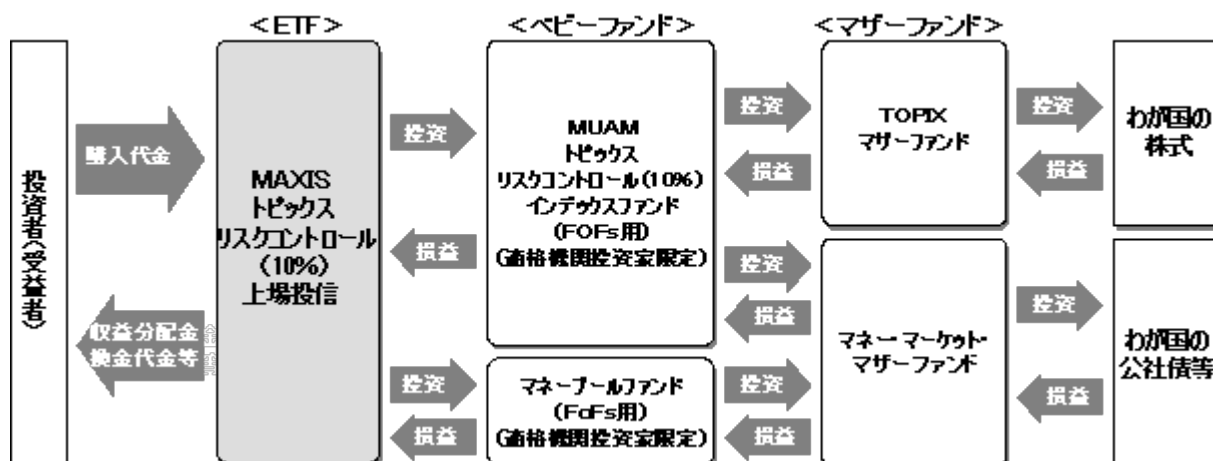 ＜ETF＞
＜ベビーファンド＞
＜マザーファンド＞
投資者（受益者）
購入代金
収益分配金
換金代金等
MAXIS
トピックス
リスクコントロール
（10％）
上場投信
投資
損益
投資
損益
MUAM
トピックス
リスクコントロール（10％）
インデックスファンド
（FOFs用）
（適格機関投資家限定）
マネープールファンド
（FoFs用）
（適格機関投資家限定）
投資
損益
投資
損益
投資
損益
TOPIX
マザーファンド
マネーマーケット・
マザーファンド
投資
損益
投資
損益
わが国の
株式
わが国の
公社債等